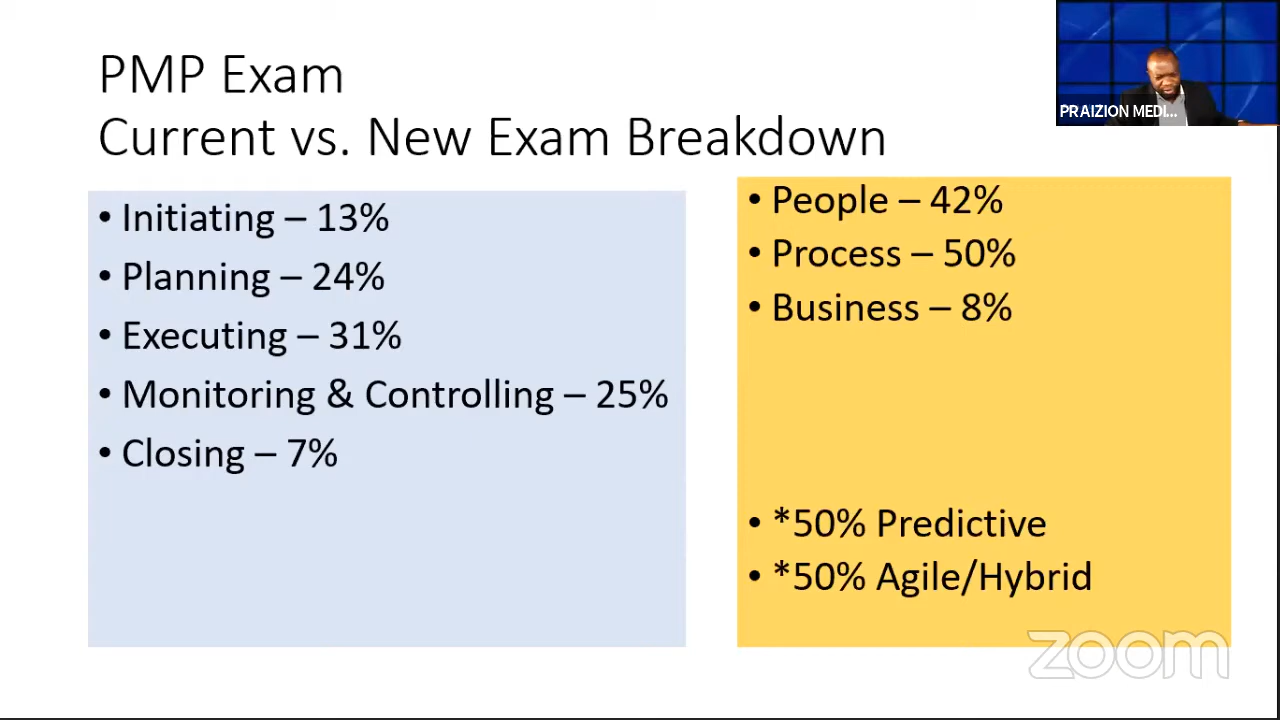 PMP Exam
Current vs. New Exam Breakdown
PRAIZION MEDI...
• Initiating – 13%
• Planning – 24%
• Executing – 31%
• Monitoring & Controlling – 25%
• Closing – 7%
• People – 42%
• Process – 50%
• Business – 8%
• *50% Predictive
• *50% Agile/Hybrid
zoom